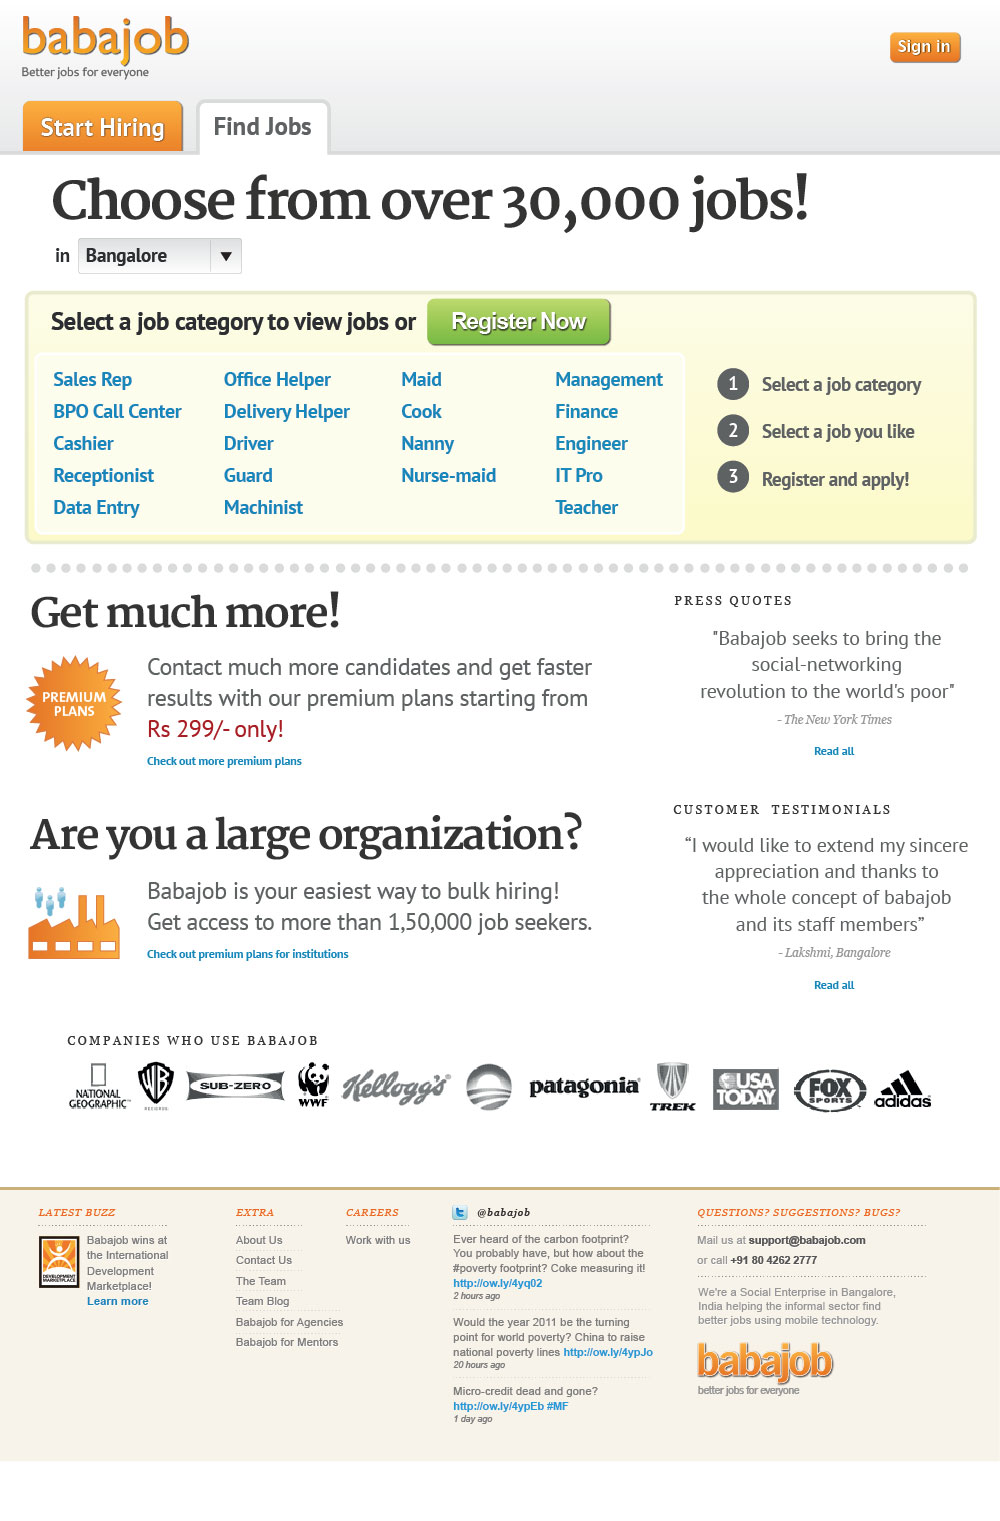 babajob
Better jobs for everyone
Sign in
Start Hiring
Find Jobs
Choose from over 30,000 jobs!
in Bangalore
Select a job category to view jobs or Register Now
Sales Rep
BPO Call Center
Cashier
Receptionist
Data Entry
Office Helper
Delivery Helper
Driver
Guard
Machinist
Maid
Cook
Nanny
Nurse-maid
Management
Finance
Engineer
IT Pro
Teacher
1 Select a job category
2 Select a job you like
3 Register and apply!
Get much more!
PREMIUM
PLANS
Contact much more candidates and get faster
results with our premium plans starting from
Rs 299/- only!
Check out more premium plans
PRESS QUOTES
"Babajob seeks to bring the
social-networking
revolution to the world's poor"
- The New York Times
Read all
Are you a large organization?
Babajob is your easiest way to bulk hiring!
Get access to more than 1,50,000 job seekers.
Check out premium plans for institutions
CUSTOMER TESTIMONIALS
“I would like to extend my sincere
appreciation and thanks to
the whole concept of babajob
and its staff members”
- Lakshmi, Bangalore
Read all
COMPANIES WHO USE BABAJOB
NATIONAL
GEOGRAPHIC™
WB
RECORDS
SUB-ZERO
WWF
Kellogg's®
patagonia®
TREK
USA
TODAY
FOX
SPORTS
adidas
LATEST BUZZ
DEVELOPMENT
MARKETPLACE
Babajob wins at
the International
Development
Marketplace!
Learn more
EXTRA
About Us
Contact Us
The Team
Team Blog
Babajob for Agencies
Babajob for Mentors
CAREERS
Work with us
@babajob
Ever heard of the carbon footprint?
You probably have, but how about the
#poverty footprint? Coke measuring it!
http://ow.ly/4yq02
2 hours ago
Would the year 2011 be the turning
point for world poverty? China to raise
national poverty lines http://ow.ly/4ypJo
20 hours ago
Micro-credit dead and gone?
http://ow.ly/4ypEb #MF
1 day ago
QUESTIONS? SUGGESTIONS? BUGS?
Mail us at support@babajob.com
or call +91 80 4262 2777
We're a Social Enterprise in Bangalore,
India helping the informal sector find
better jobs using mobile technology.
babajob
better jobs for everyone